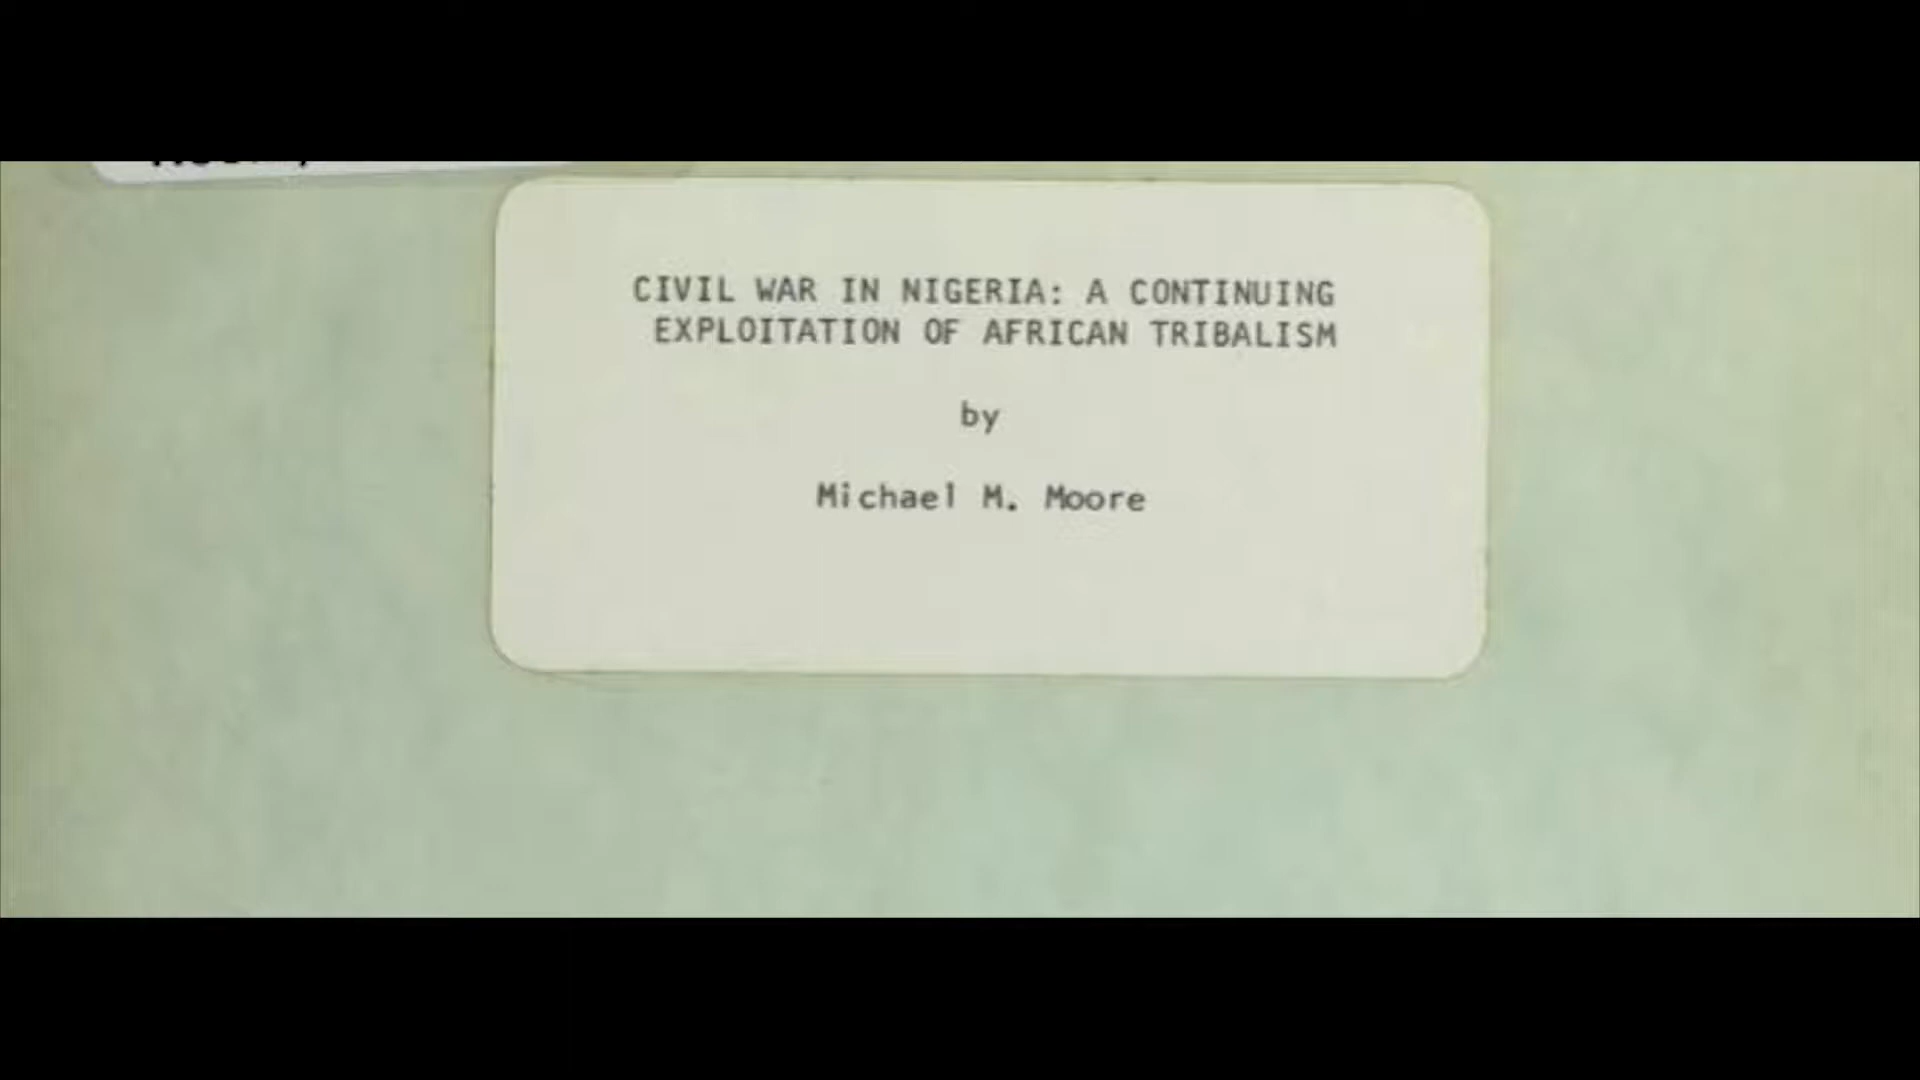 CIVIL WAR IN NIGERIA: A CONTINUING
EXPLOITATION OF AFRICAN TRIBALISM
by
Michael M. Moore